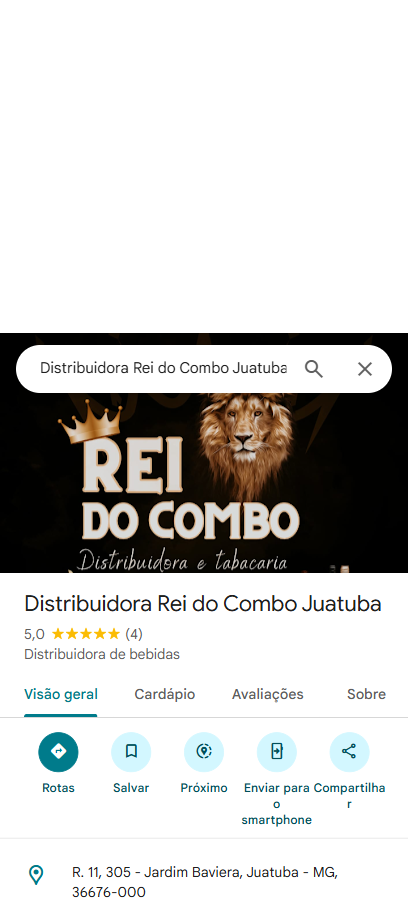 Distribuidora Rei do Combo Juatuba
REI
DO COMBO
Distribuidora e tabacaria
Distribuidora Rei do Combo Juatuba
5,0 ★★★★★ (4)
Distribuidora de bebidas
Visão geral Cardápio Avaliações Sobre
Rotas Salvar Próximo Enviar para Compartilha
o r
smartphone
R. 11, 305 - Jardim Baviera, Juatuba - MG,
36676-000